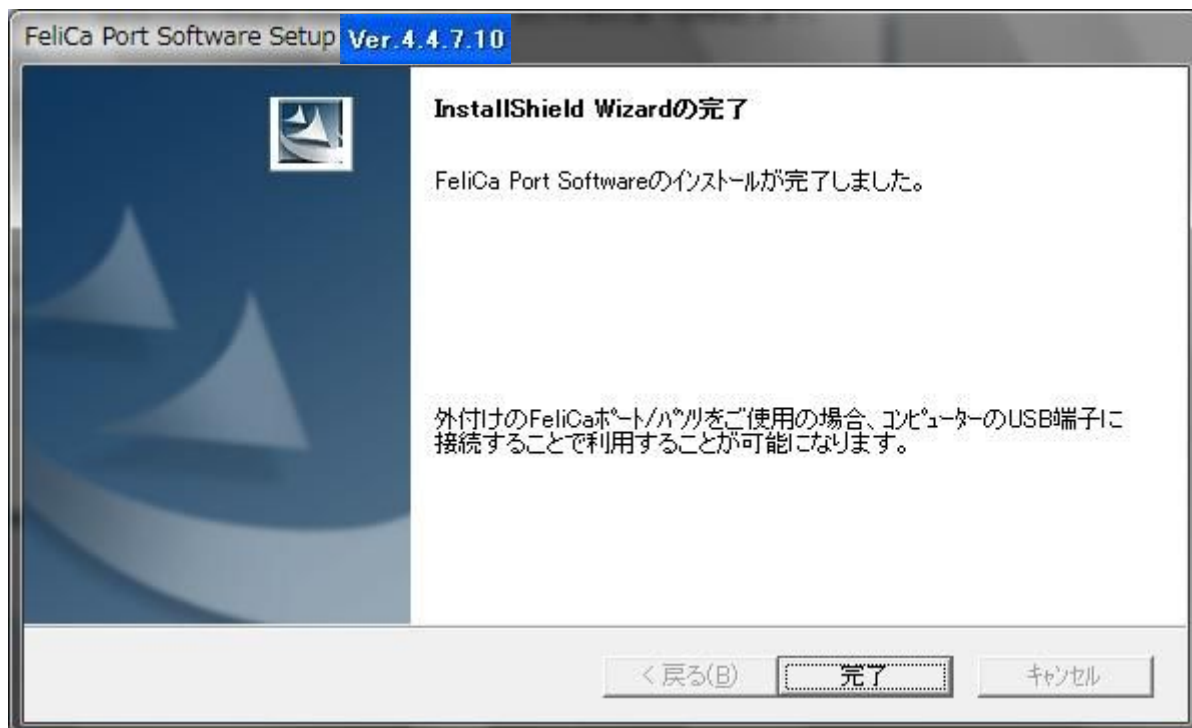 FeliCa Port Software Setup Ver.4.4.7.10
InstallShield Wizardの完了
FeliCa Port Softwareのインストールが完了しました。
外付けのFeliCaポート/パソリをご使用の場合、コンピューターのUSB端子に
接続することで利用することが可能になります。
< 戻る(B) 完了 キャンセル